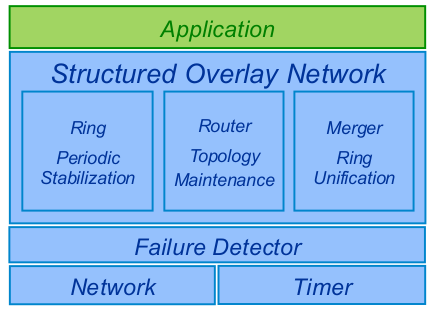 Application
Structured Overlay Network
Ring
Periodic
Stabilization
Router
Topology
Maintenance
Merger
Ring
Unification
Failure Detector
Network
Timer